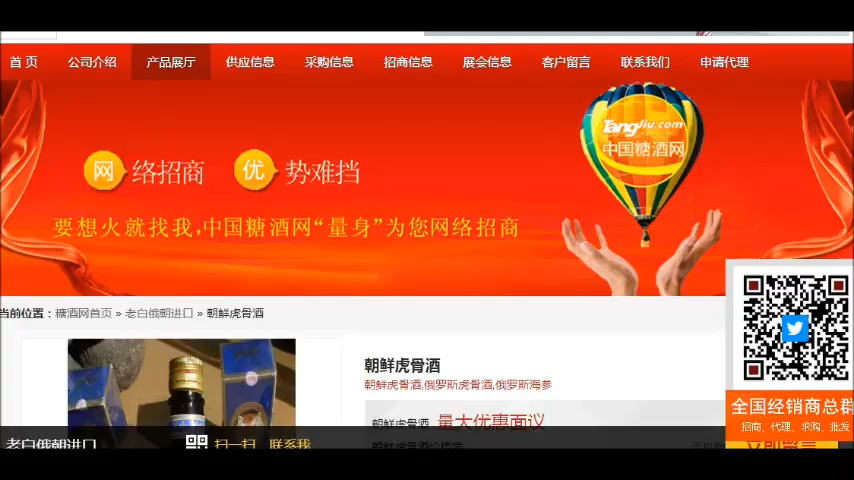 首 页 公司介绍 产品展厅 供应信息 采购信息 招商信息 展会信息 客户留言 联系我们 申请代理
TangJiu.com
中国糖酒网
网络招商 优势难挡
要想火就找我,中国糖酒网“量身”为您网络招商
当前位置：糖酒网首页 » 老白俄朝进口 » 朝鲜虎骨酒
朝鲜虎骨酒
朝鲜虎骨酒,俄罗斯虎骨酒,俄罗斯海参
朝鲜虎骨酒 量大优惠面议
全国经销商总群
招商、代理、求购、批发
老白俄朝进口 扫一扫 联系我
立即留言